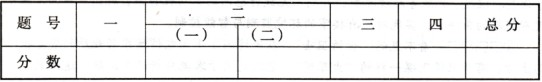 题 号 一 二 三 四 总 分
（一） （二）
分 数